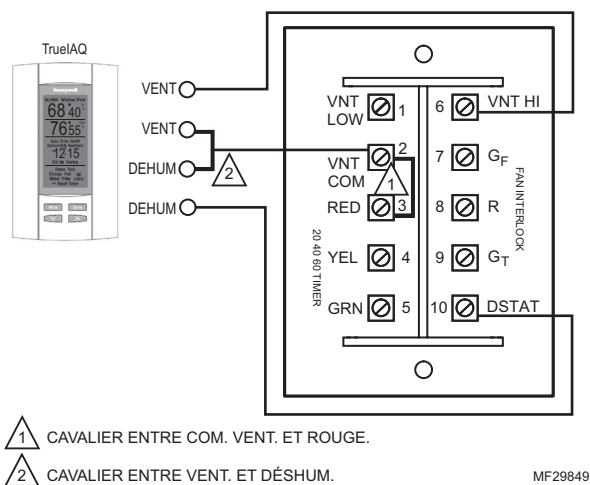 TrueIAQ
Honeywell
68 40
76 55
12:15
VENT
VENT
DEHUM
DEHUM
2
VNT LOW
1
6
VNT HI
VNT COM
2
1
7
GF
RED
3
8
R
YEL
4
9
GT
GRN
5
10
DSTAT
20 40 60 TIMER
FAN INTERLOCK
1 CAVALIER ENTRE COM. VENT. ET ROUGE.
2 CAVALIER ENTRE VENT. ET DÉSHUM.
MF29849